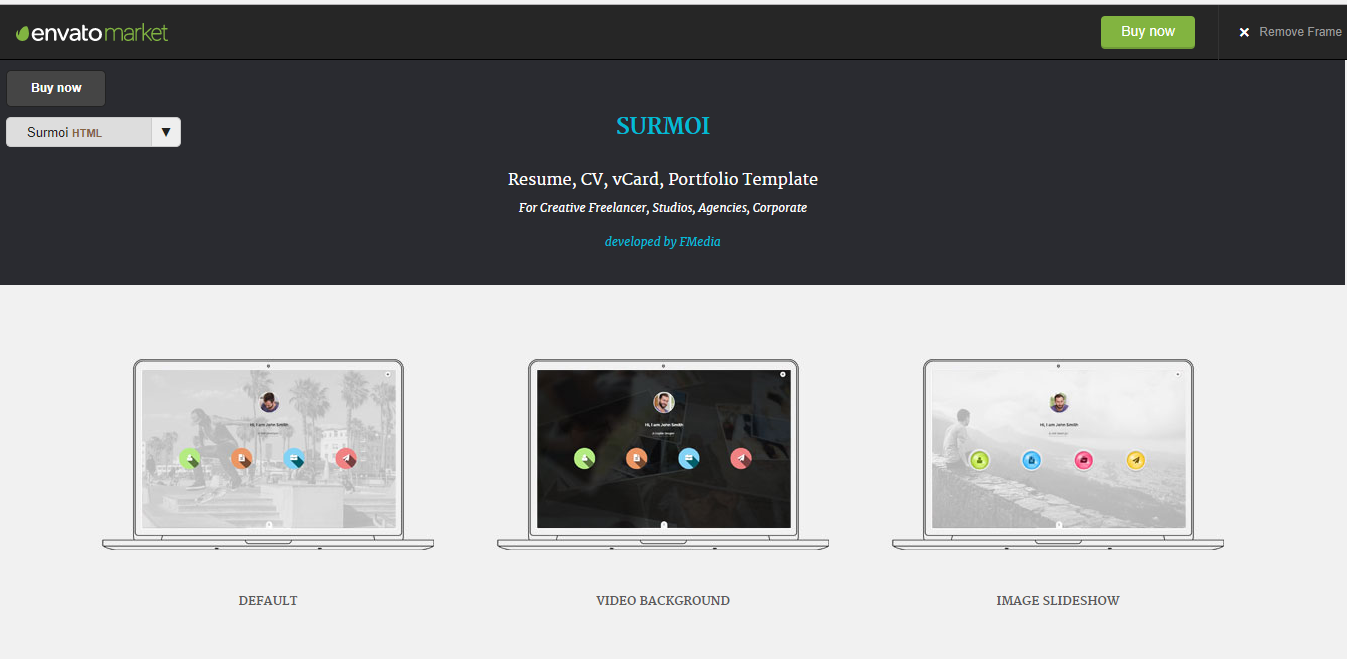 envatomarket
Buy now
Remove Frame
Buy now
Surmoi HTML
SURMOI
Resume, CV, vCard, Portfolio Template
For Creative Freelancer, Studios, Agencies, Corporate
developed by FMedia
Hi, I am John Smith
Hi, I am John Smith
Hi, I am John Smith
DEFAULT
VIDEO BACKGROUND
IMAGE SLIDESHOW